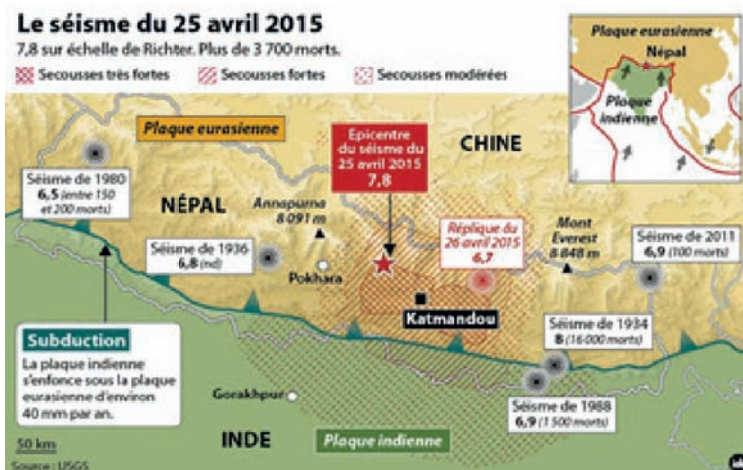 Le séisme du 25 avril 2015
7,8 sur échelle de Richter. Plus de 3 700 morts.
Secousses très fortes
Secousses fortes
Secousses modérées
Plaque eurasienne
Népal
Plaque
indienne
Plaque eurasienne
Épicentre
du séisme du
25 avril 2015
7,8
CHINE
Séisme de 1980
6,5 (entre 150
et 200 morts)
NÉPAL
Annapurna
8 091 m
Séisme de 1936
6,8 (nd)
Pokhara
Réplique du
26 avril 2015
6,7
Mont
Everest
8 848 m
Séisme de 2011
6,9 (100 morts)
Katmandou
Subduction
La plaque indienne
s'enfonce sous la plaque
eurasienne d'environ
40 mm par an.
Séisme de 1934
8 (16 000 morts)
Gorakhpur
Séisme de 1988
6,9 (1 500 morts)
50 km
INDE
Plaque indienne
Source : USGS